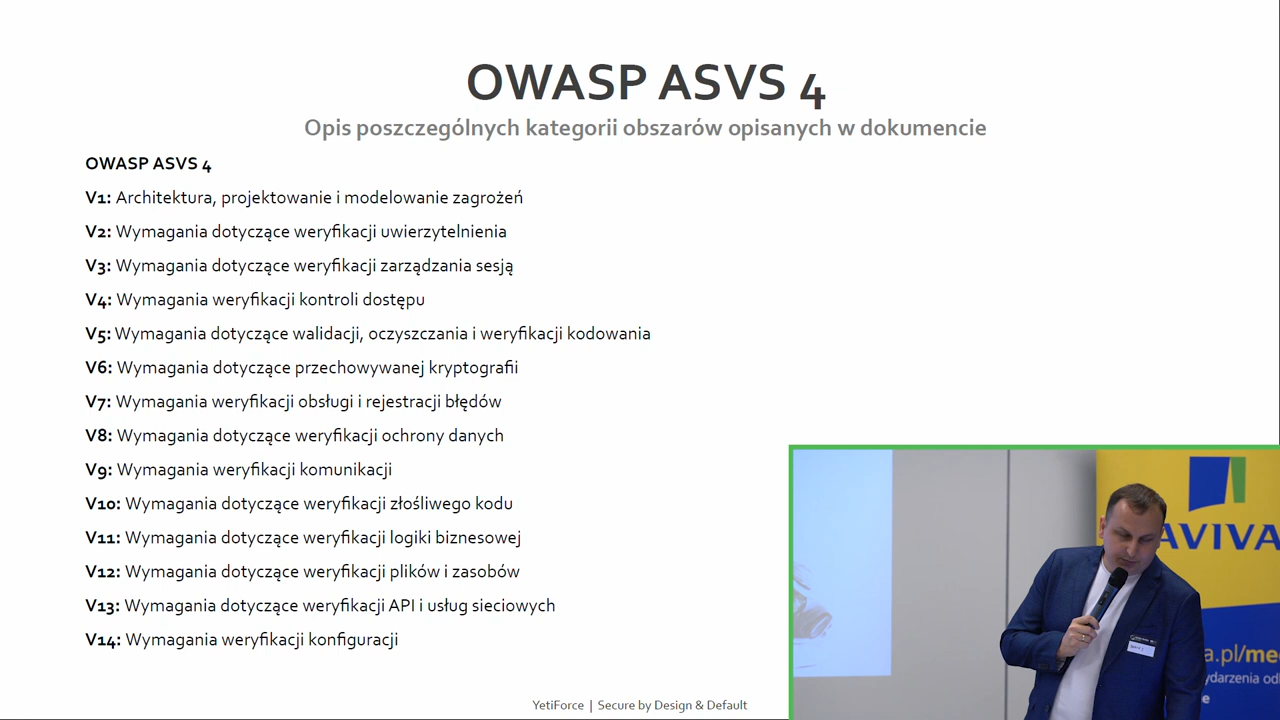 OWASP ASVS 4
Opis poszczególnych kategorii obszarów opisanych w dokumencie
OWASP ASVS 4
V1: Architektura, projektowanie i modelowanie zagrożeń
V2: Wymagania dotyczące weryfikacji uwierzytelnienia
V3: Wymagania dotyczące weryfikacji zarządzania sesją
V4: Wymagania weryfikacji kontroli dostępu
V5: Wymagania dotyczące walidacji, oczyszczania i weryfikacji kodowania
V6: Wymagania dotyczące przechowywanej kryptografii
V7: Wymagania weryfikacji obsługi i rejestracji błędów
V8: Wymagania dotyczące weryfikacji ochrony danych
V9: Wymagania weryfikacji komunikacji
V10: Wymagania dotyczące weryfikacji złośliwego kodu
V11: Wymagania dotyczące weryfikacji logiki biznesowej
V12: Wymagania dotyczące weryfikacji plików i zasobów
V13: Wymagania dotyczące weryfikacji API i usług sieciowych
V14: Wymagania weryfikacji konfiguracji
YetiForce | Secure by Design & Default
AVIVA
a.pl/me
ydarzenia od